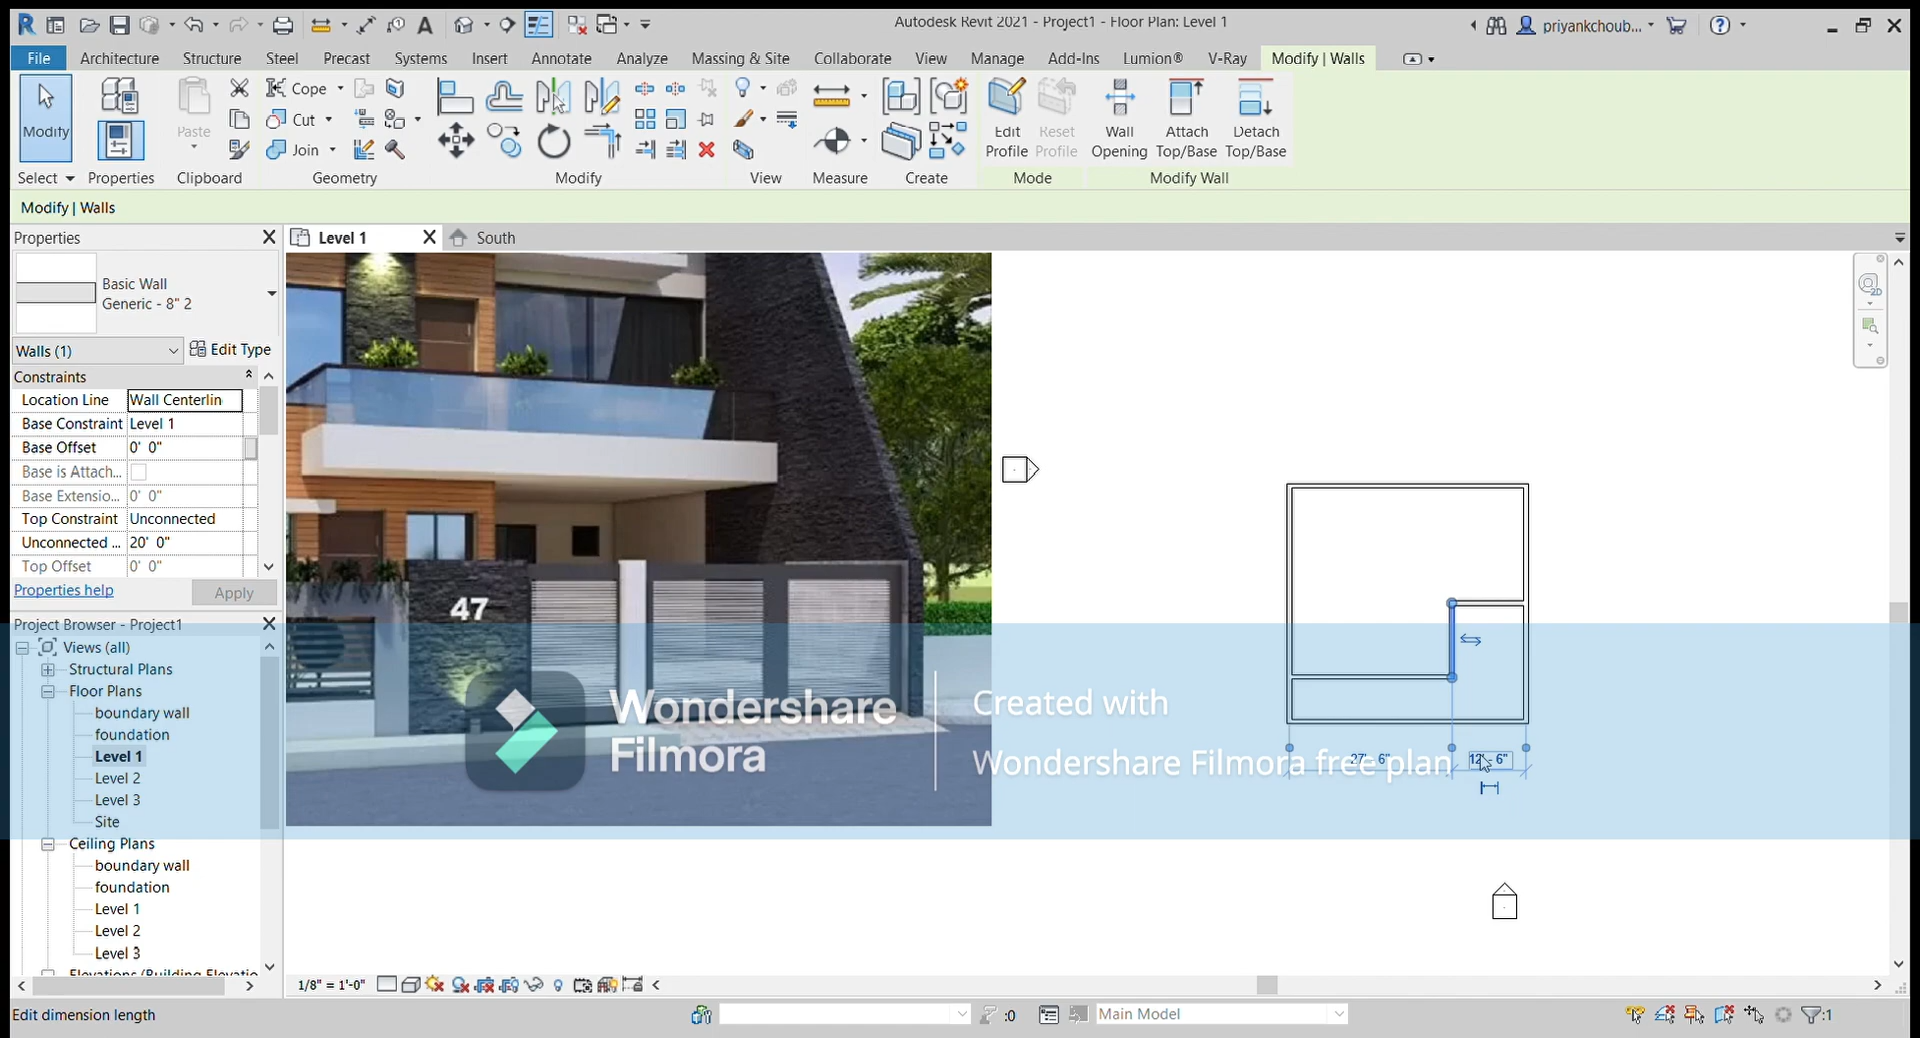 Autodesk Revit 2021 - Project1 - Floor Plan: Level 1
priyankchoub...
File Architecture Structure Steel Precast Systems Insert Annotate Analyze Massing & Site Collaborate View Manage Add-Ins Lumion® V-Ray Modify | Walls
Modify
Paste
Cope
Cut
Join
Edit Profile
Reset Profile
Wall Opening
Attach Top/Base
Detach Top/Base
Select Properties Clipboard Geometry Modify View Measure Create Mode Modify Wall
Modify | Walls
Properties
Level 1
South
Basic Wall
Generic - 8" 2
Walls (1)
Edit Type
Constraints
Location Line Wall Centerlin
Base Constraint Level 1
Base Offset 0' 0"
Base is Attach...
Base Extensio... 0' 0"
Top Constraint Unconnected
Unconnected ... 20' 0"
Top Offset 0' 0"
Properties help
Apply
Project Browser - Project1
Views (all)
Structural Plans
Floor Plans
boundary wall
foundation
Level 1
Level 2
Level 3
Site
Ceiling Plans
boundary wall
foundation
Level 1
Level 2
Level 3
Elevations (Building Elevatio
47
Wondershare
Filmora
Created with
Wondershare Filmora free plan
27' - 6"
12' - 6"
2D
1/8" = 1'-0"
Edit dimension length
:0
Main Model
:1